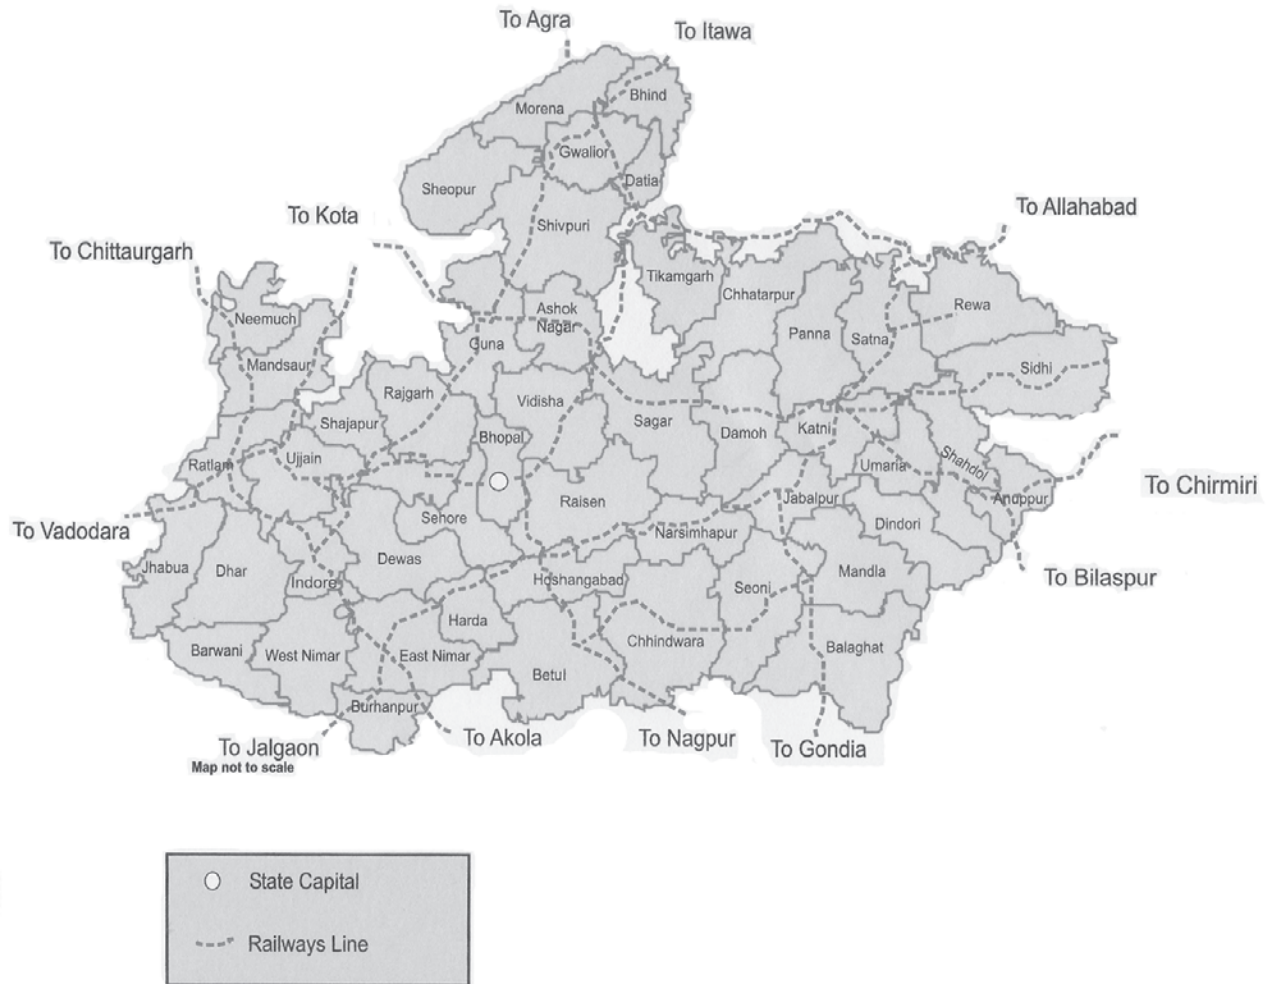 To Agra
To Itawa
Bhind
Morena
Gwalior
Datia
Sheopur
To Kota
To Allahabad
Shivpuri
To Chittaurgarh
Tikamgarh
Chhatarpur
Ashok
Nagar
Rewa
Neemuch
Panna
Satna
Guna
Mandsaur
Sidhi
Rajgarh
Vidisha
Shajapur
Sagar
Damoh
Katni
Bhopal
Ratlam
Ujjain
Umaria
Shahdol
To Chirmiri
Raisen
Jabalpur
Anuppur
Sehore
Dindori
To Vadodara
Narsimhapur
Dewas
Jhabua
Dhar
Indore
Hoshangabad
Seoni
Mandla
To Bilaspur
Harda
Barwani
West Nimar
East Nimar
Chhindwara
Balaghat
Betul
Burhanpur
To Jalgaon
To Akola
To Nagpur
To Gondia
Map not to scale
State Capital
Railways Line